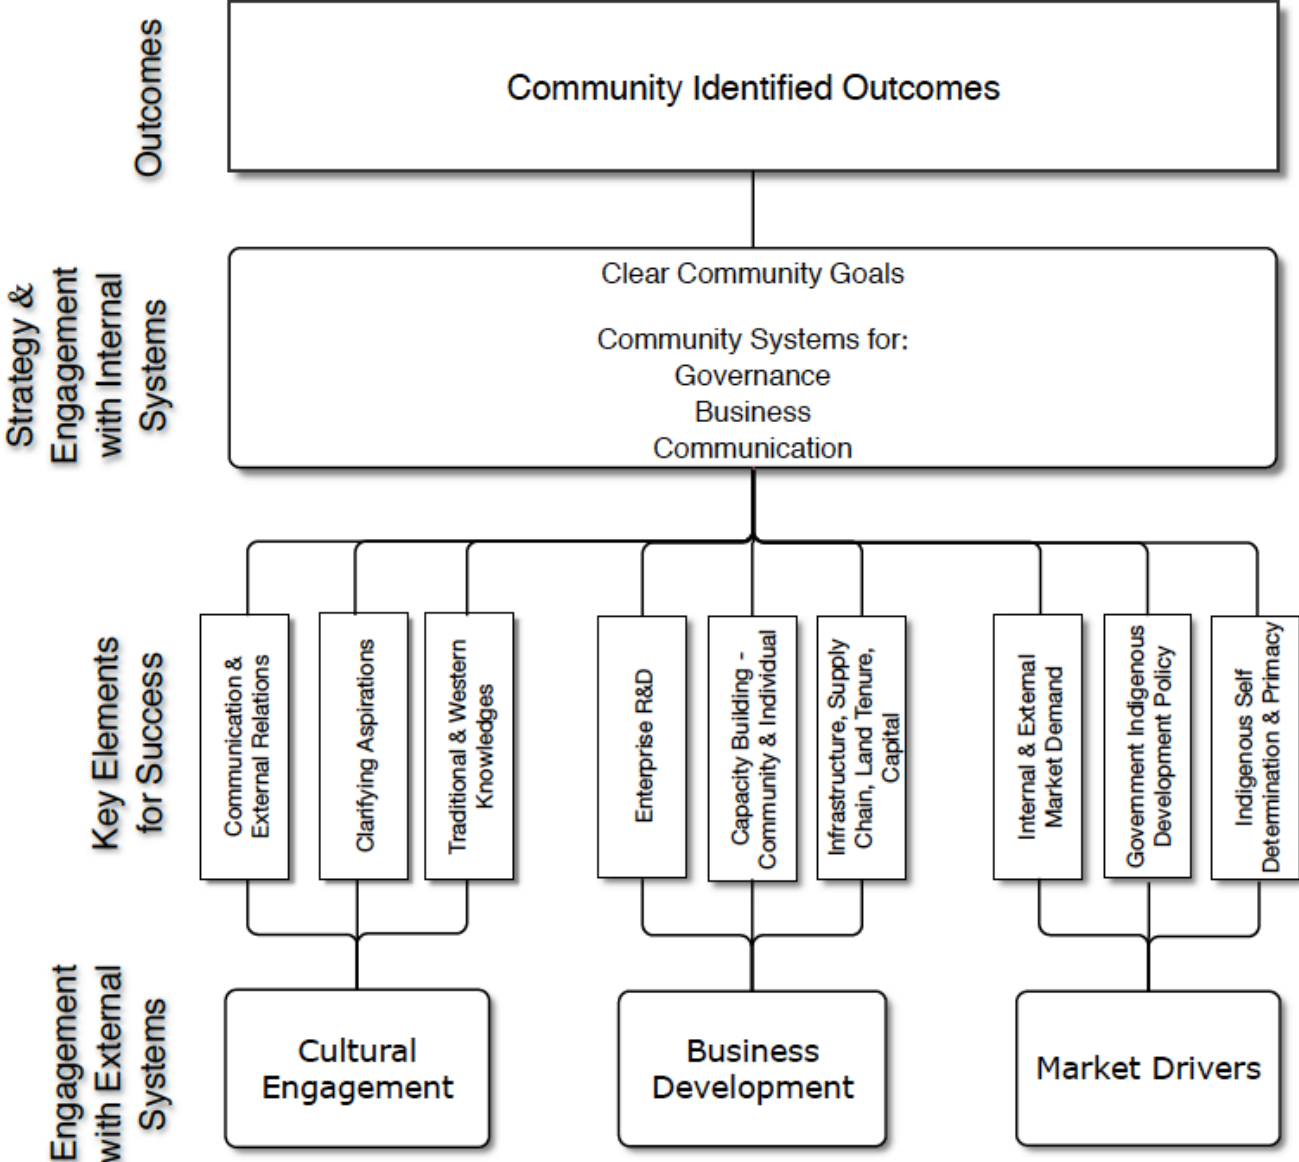 Outcomes
Community Identified Outcomes
Strategy &
Engagement
with Internal
Systems
Clear Community Goals
Community Systems for:
Governance
Business
Communication
Key Elements
for Success
Communication &
External Relations
Clarifying Aspirations
Traditional & Western
Knowledges
Enterprise R&D
Capacity Building -
Community & Individual
Infrastructure, Supply
Chain, Land Tenure,
Capital
Internal & External
Market Demand
Government Indigenous
Development Policy
Indigenous Self
Determination & Primacy
Engagement
with External
Systems
Cultural
Engagement
Business
Development
Market Drivers